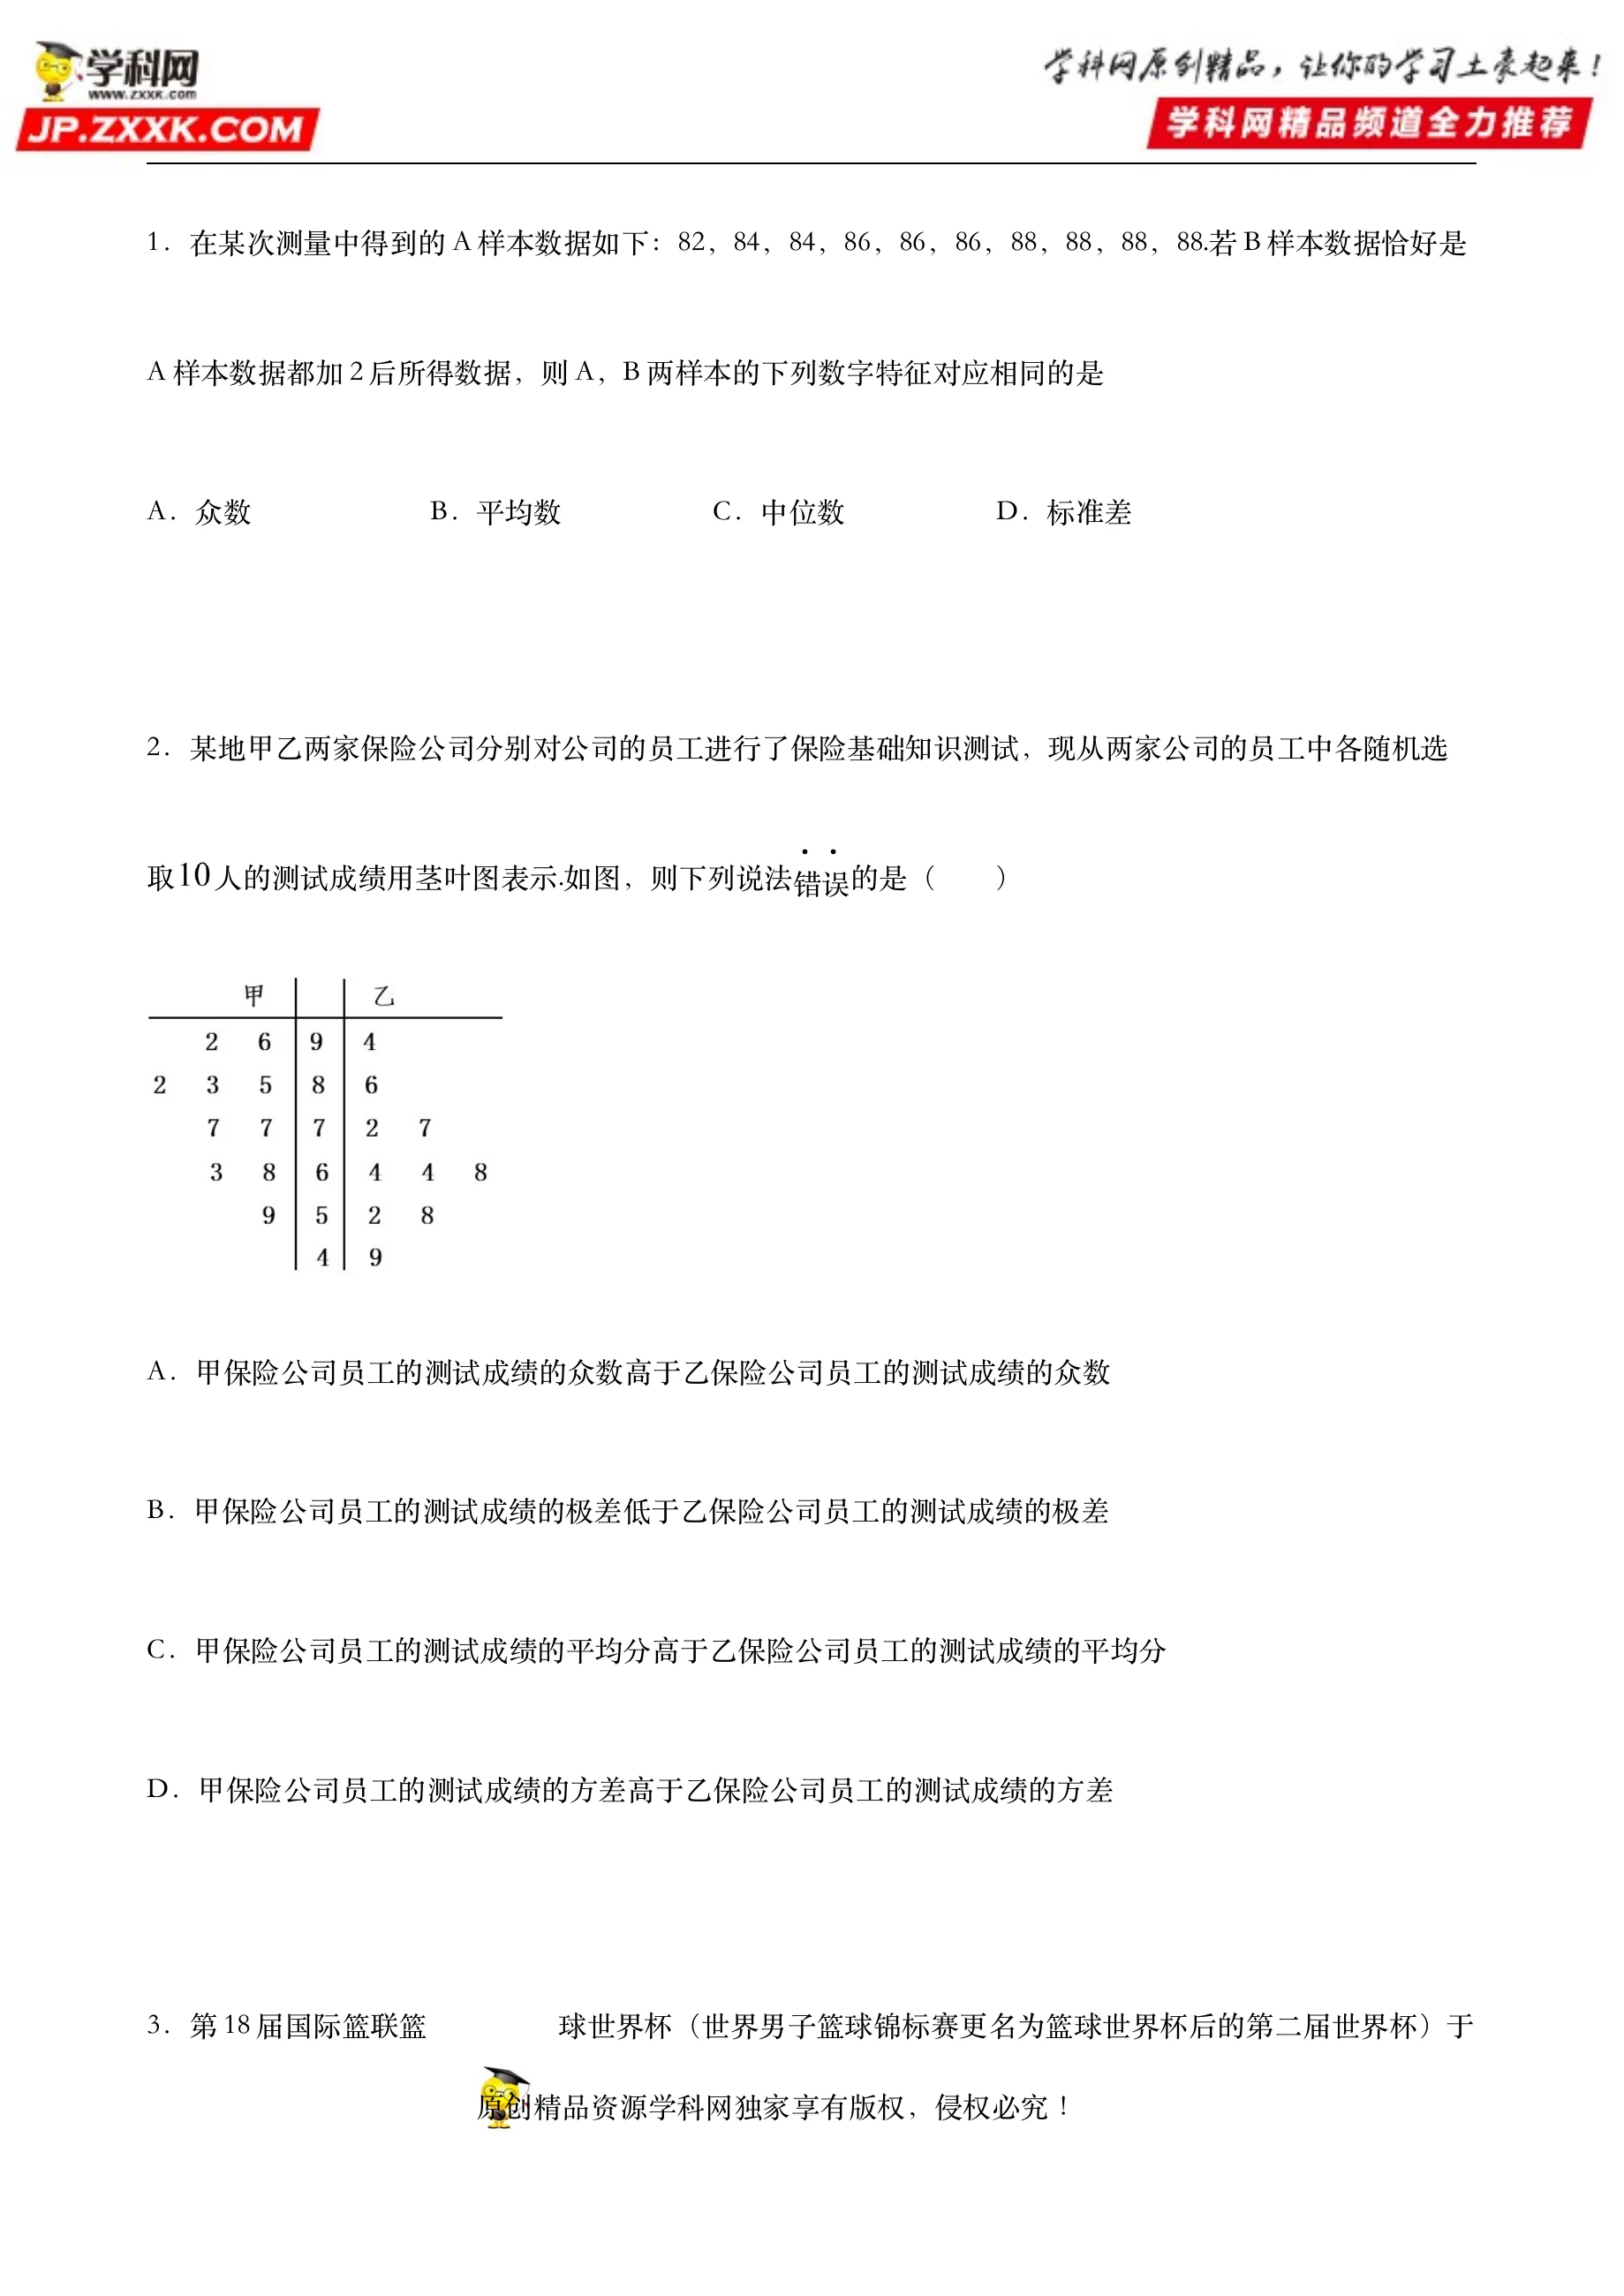 学科网
www.zxxk.com
JP.ZXXK.COM
学科网原创精品，让你的学习土豪起来！
学科网精品频道全力推荐
1．在某次测量中得到的 A 样本数据如下：82，84，84，86，86，86，88，88，88，88.若 B 样本数据恰好是
A 样本数据都加 2 后所得数据，则 A，B 两样本的下列数字特征对应相同的是
A．众数 B．平均数 C．中位数 D．标准差
2．某地甲乙两家保险公司分别对公司的员工进行了保险基础知识测试，现从两家公司的员工中各随机选
取10人的测试成绩用茎叶图表示.如图，则下列说法错误的是（ ）
甲 乙
2 6 9 4
2 3 5 8 6
7 7 7 2 7
3 8 6 4 4 8
9 5 2 8
4 9
A．甲保险公司员工的测试成绩的众数高于乙保险公司员工的测试成绩的众数
B．甲保险公司员工的测试成绩的极差低于乙保险公司员工的测试成绩的极差
C．甲保险公司员工的测试成绩的平均分高于乙保险公司员工的测试成绩的平均分
D．甲保险公司员工的测试成绩的方差高于乙保险公司员工的测试成绩的方差
3．第 18 届国际篮联篮 球世界杯（世界男子篮球锦标赛更名为篮球世界杯后的第二届世界杯）于
原创精品资源学科网独家享有版权，侵权必究！